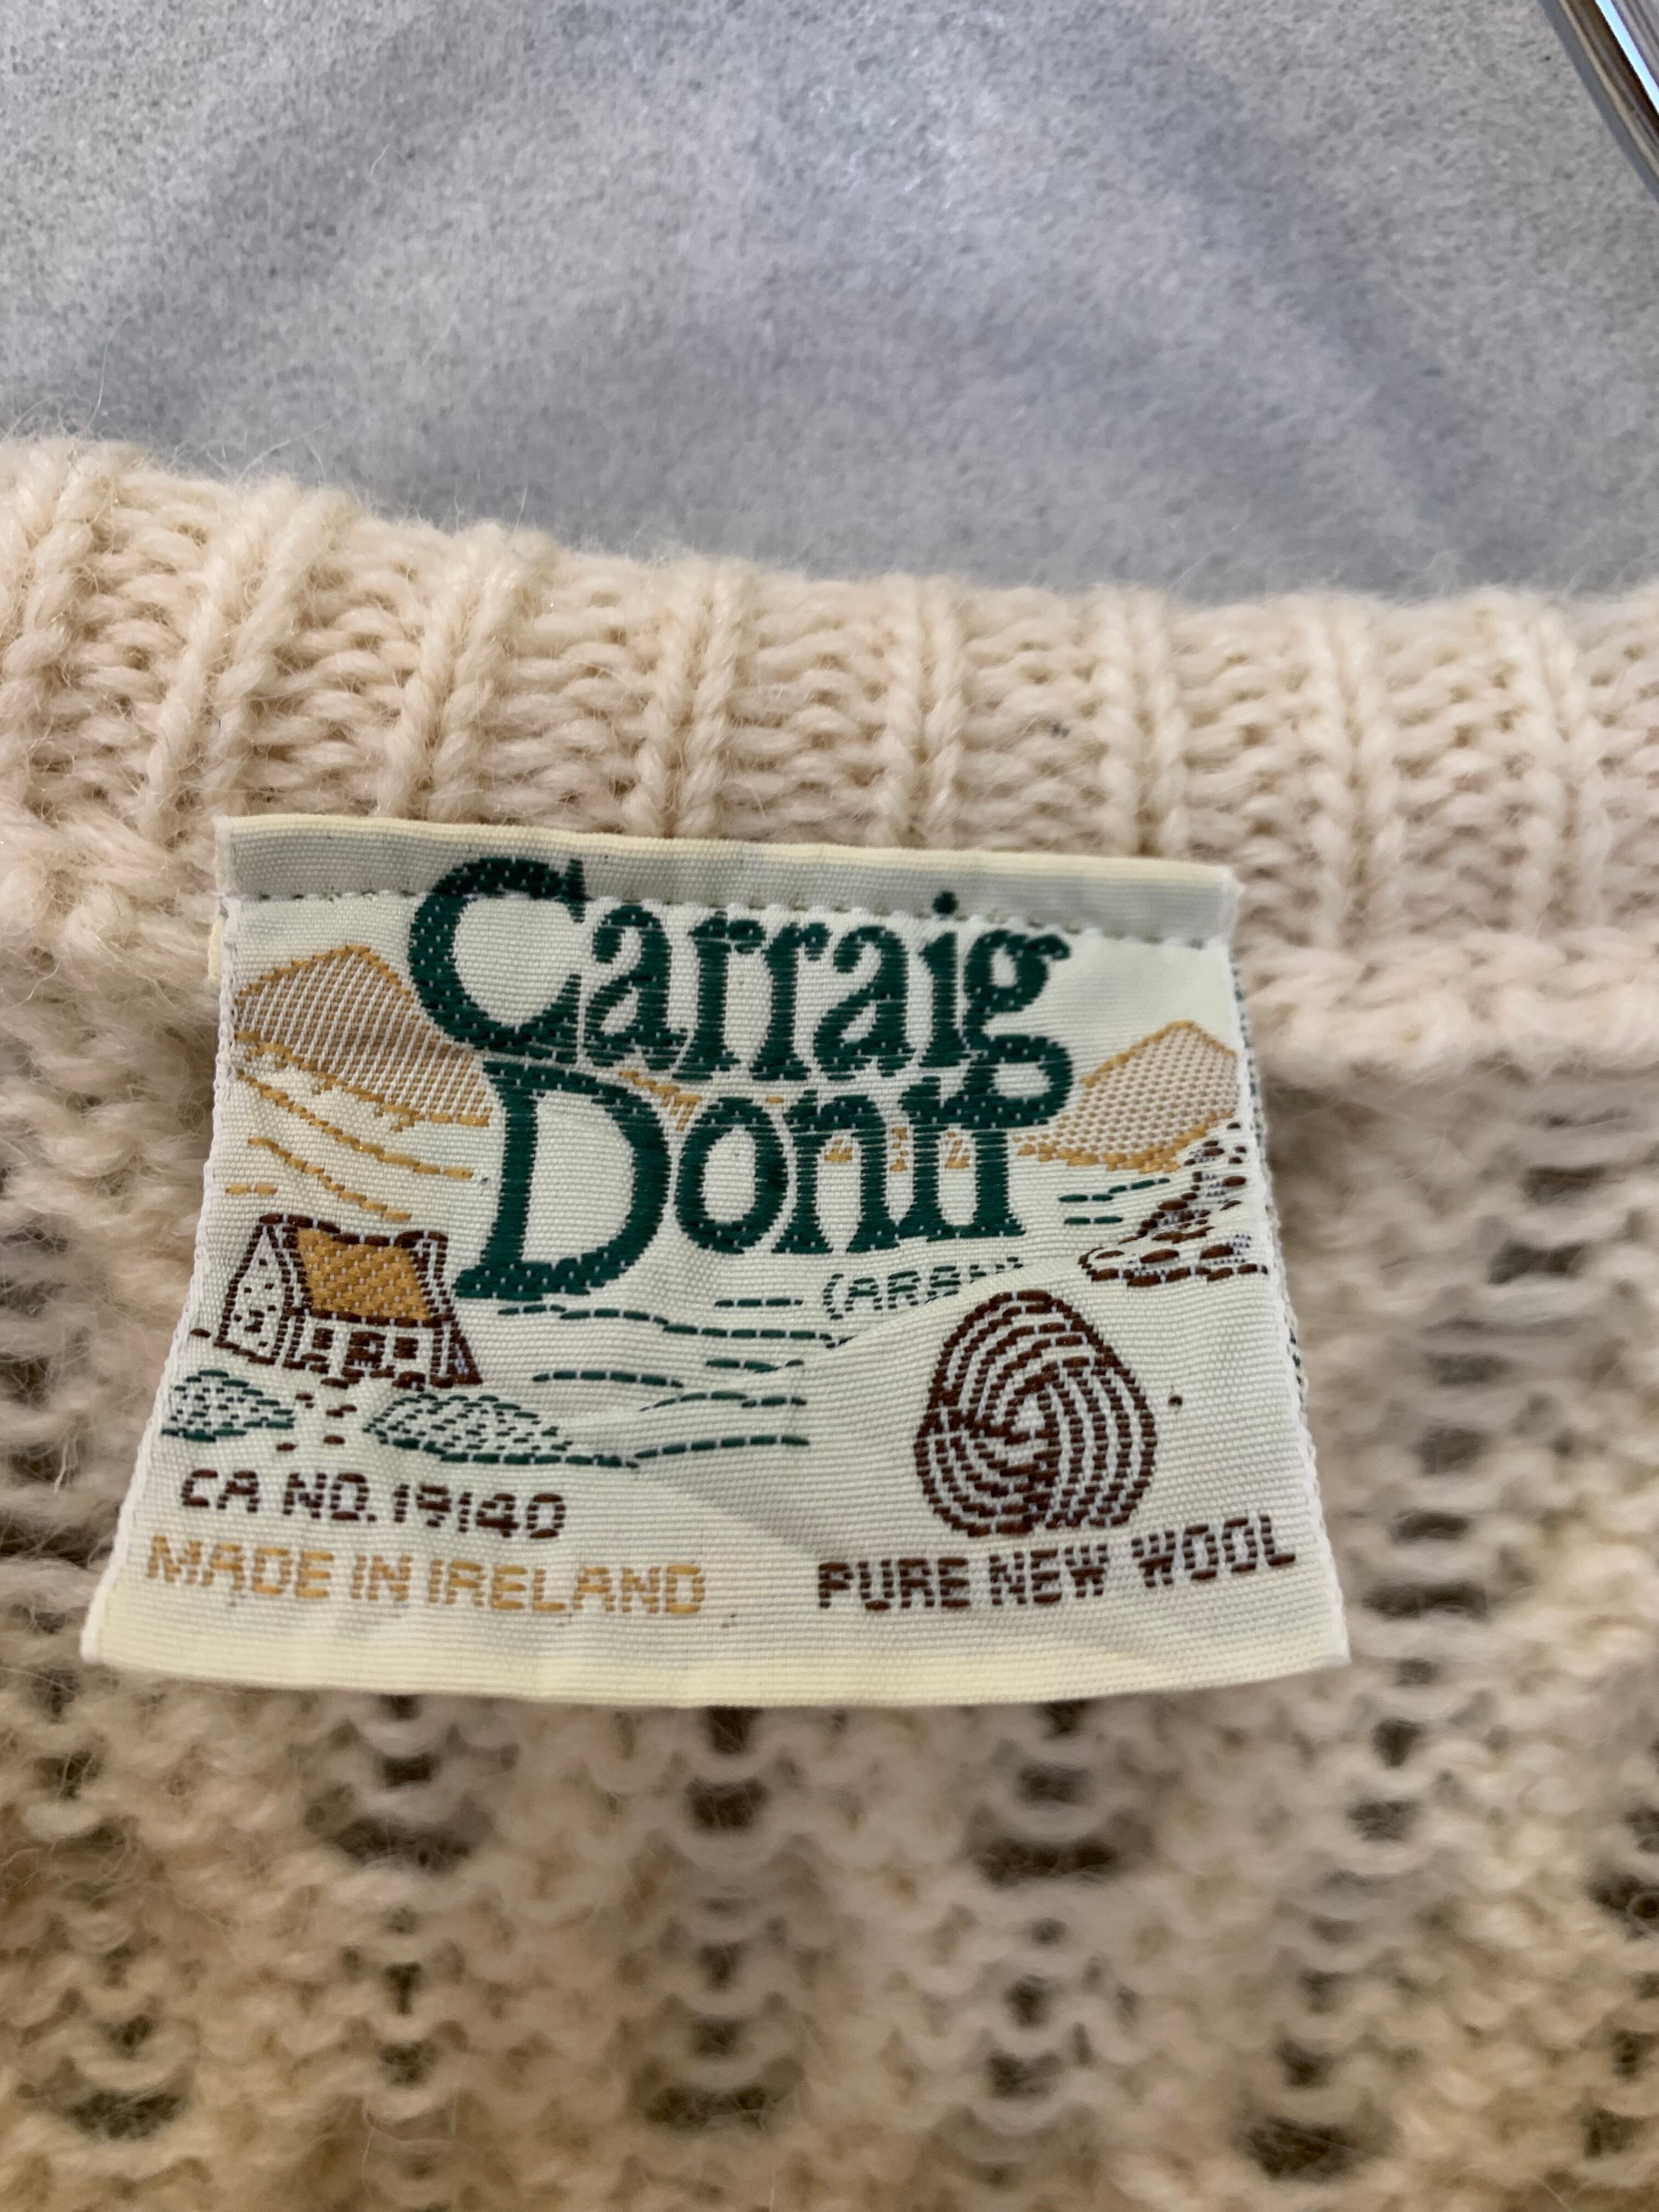 Carraig
Donn
CA NO. 19140
MADE IN IRELAND
PURE NEW WOOL